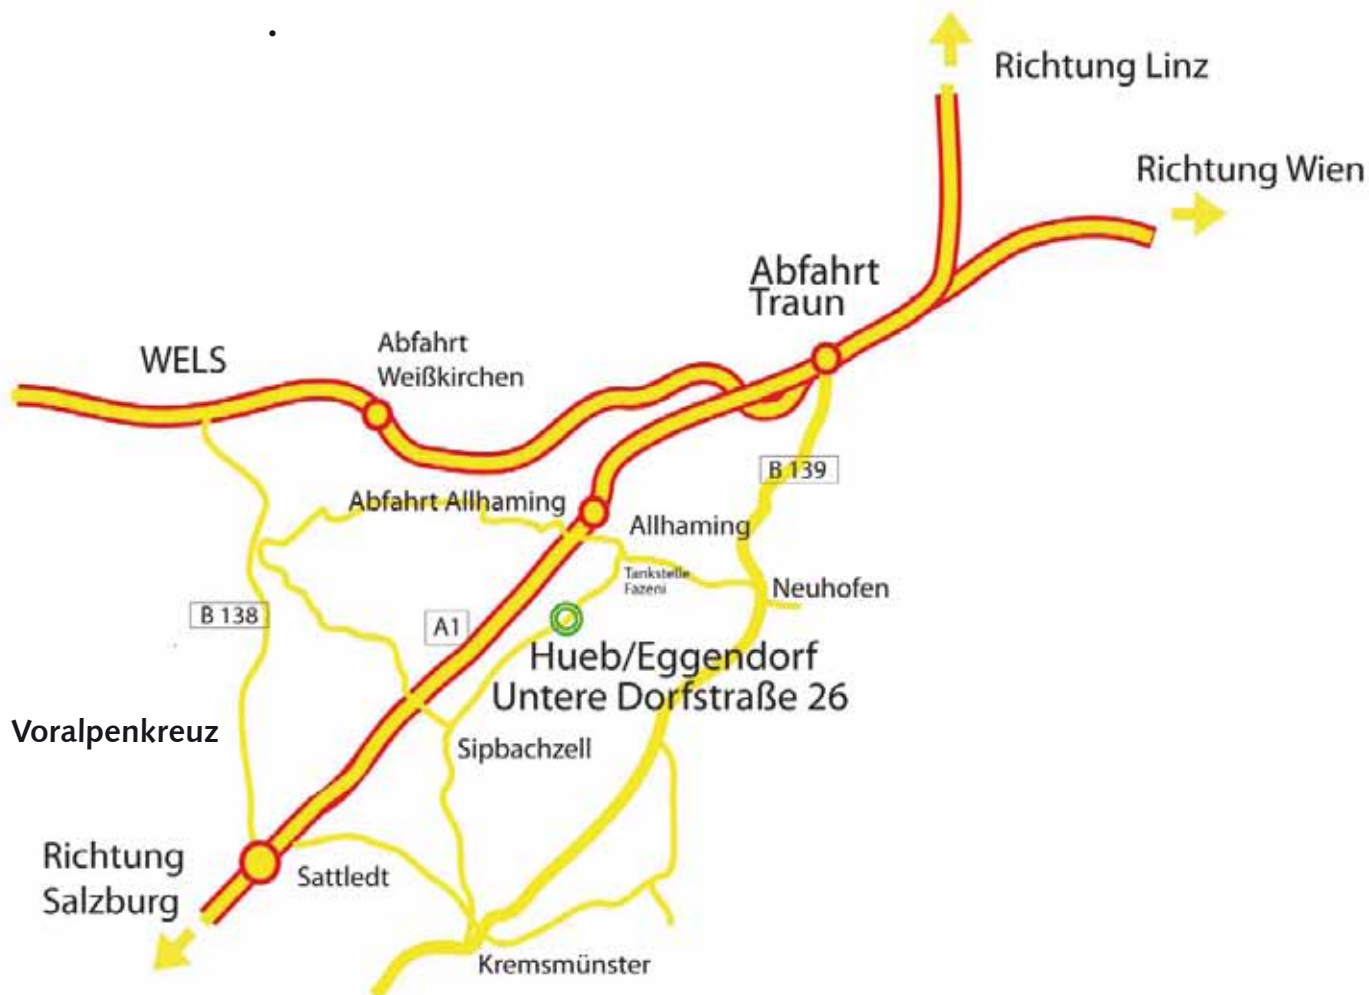 Richtung Linz
Richtung Wien
Abfahrt
Traun
Abfahrt
Weißkirchen
WELS
B 139
Abfahrt Allhaming
Allhaming
Tankstelle
Fazeni
Neuhofen
B 138
A1
Hueb/Eggendorf
Untere Dorfstraße 26
Voralpenkreuz
Sipbachzell
Richtung
Salzburg
Sattledt
Kremsmünster